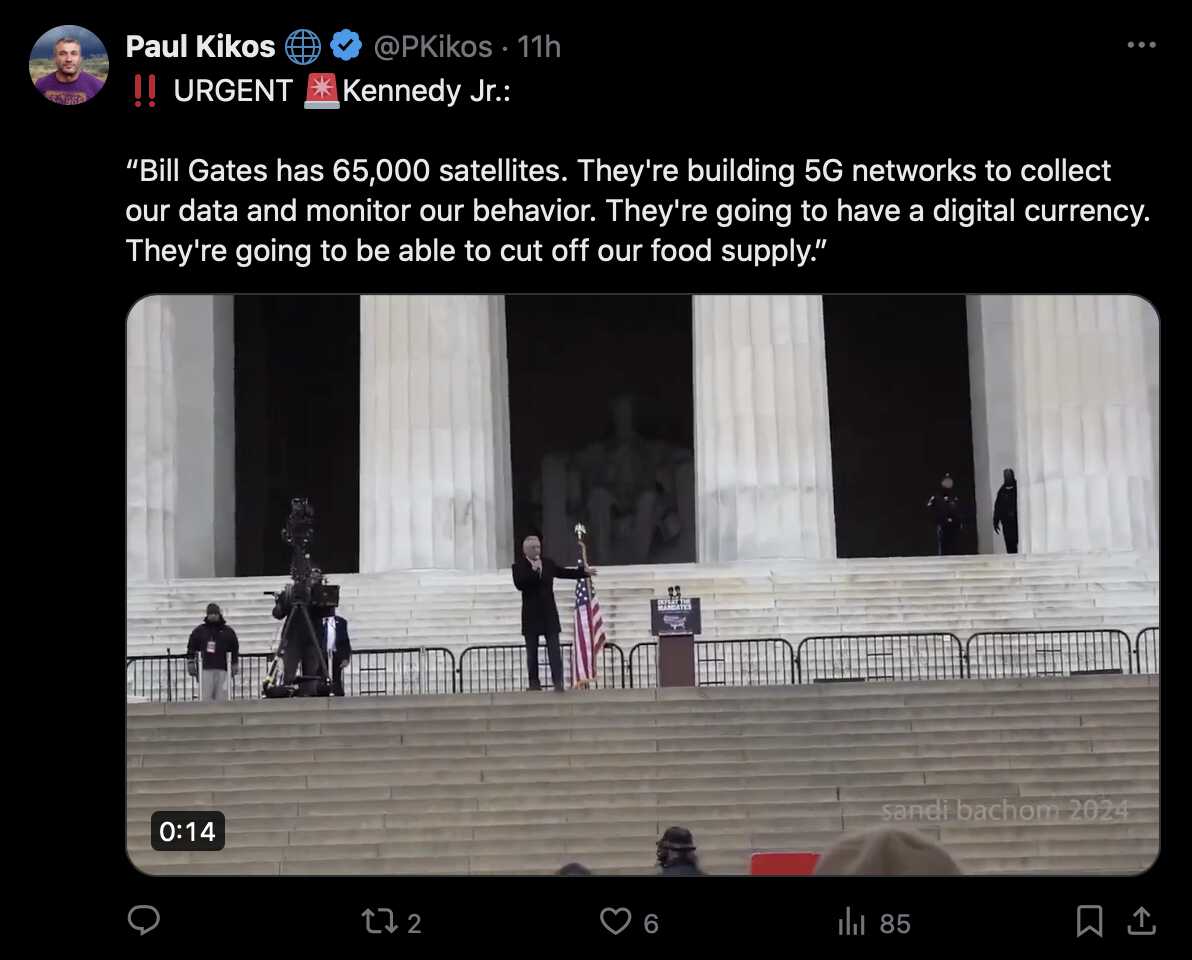 Paul Kikos @PKikos · 11h
‼️ URGENT 🚨Kennedy Jr.:
“Bill Gates has 65,000 satellites. They're building 5G networks to collect
our data and monitor our behavior. They're going to have a digital currency.
They're going to be able to cut off our food supply.”
DEFEAT THE
MANDATES
sandi bachom 2024
0:14
2 6 85